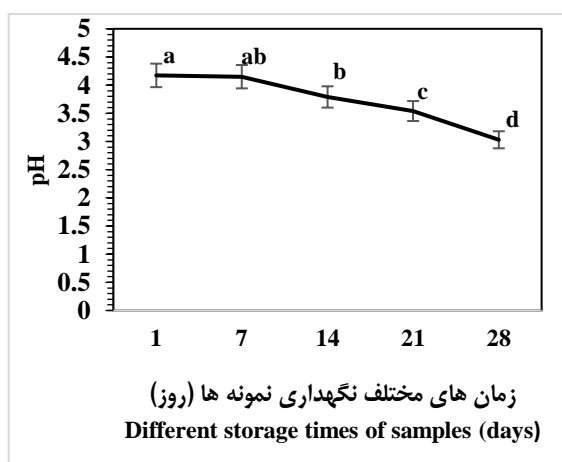 5
4.5
4
3.5
3
2.5
2
1.5
1
0.5
0
pH
a
ab
b
c
d
1 7 14 21 28
زمان های مختلف نگهداری نمونه ها (روز)
Different storage times of samples (days)